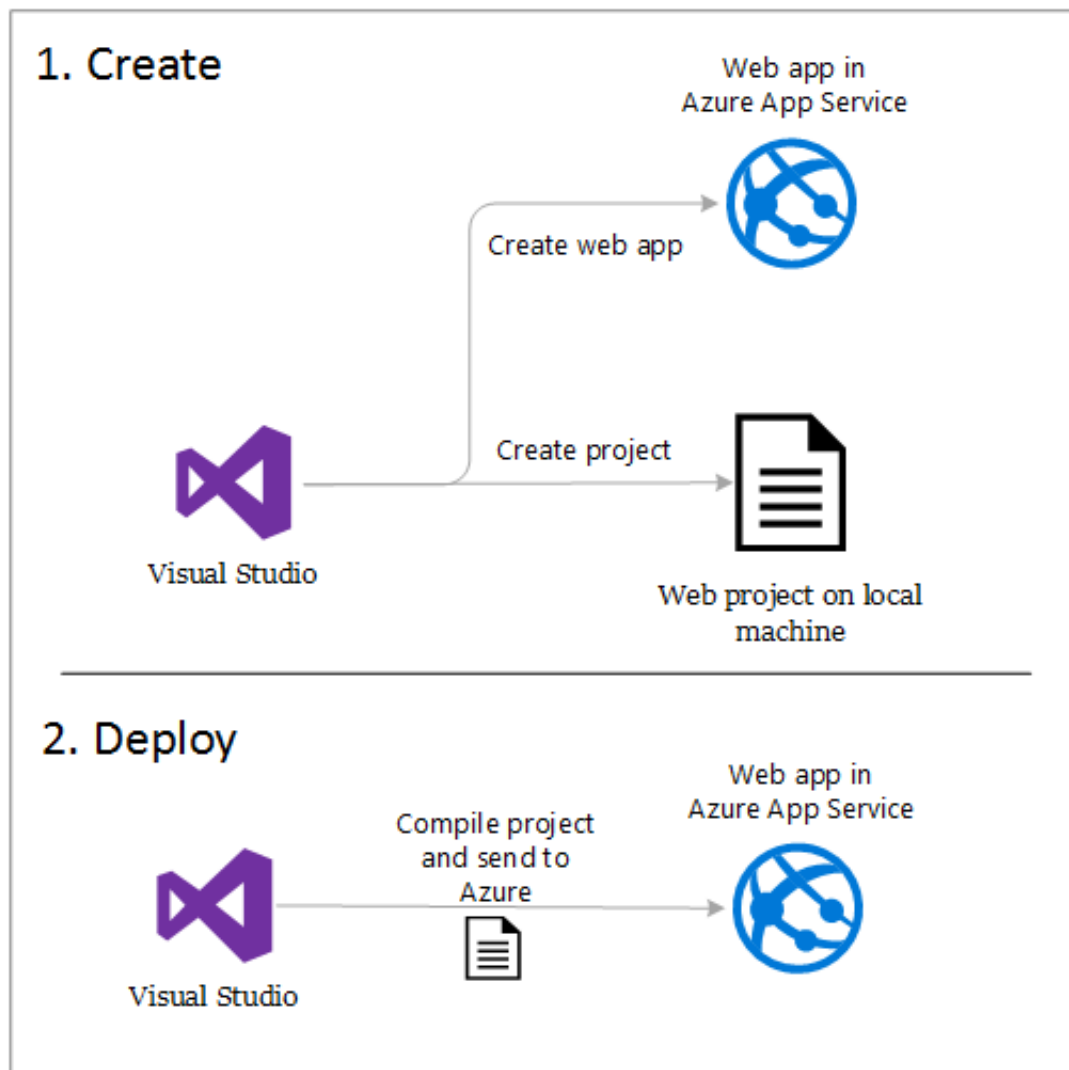 1. Create
Web app in
Azure App Service
Create web app
Create project
Visual Studio
Web project on local
machine
2. Deploy
Web app in
Azure App Service
Compile project
and send to
Azure
Visual Studio